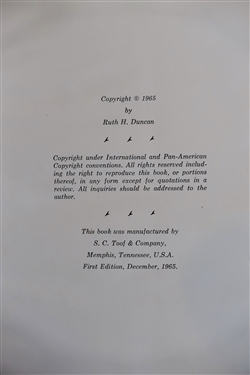 Copyright © 1965
by
Ruth H. Duncan
Copyright under International and Pan-American
Copyright conventions. All rights reserved includ-
ing the right to reproduce this book, or portions
thereof, in any form except for quotations in a
review. All inquiries should be addressed to the
author.
This book was manufactured by
S. C. Toof & Company,
Memphis, Tennessee, U.S.A.
First Edition, December, 1965.